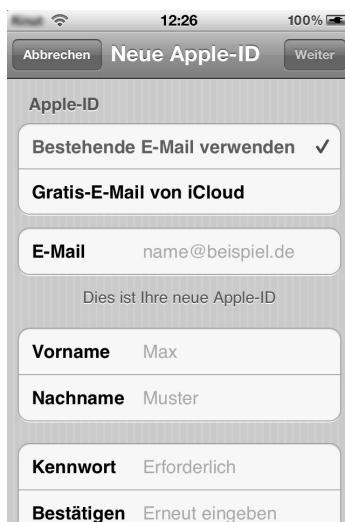 12:26 100%
Abbrechen Neue Apple-ID Weiter
Apple-ID
Bestehende E-Mail verwenden ✓
Gratis-E-Mail von iCloud
E-Mail name@beispiel.de
Dies ist Ihre neue Apple-ID
Vorname Max
Nachname Muster
Kennwort Erforderlich
Bestätigen Erneut eingeben